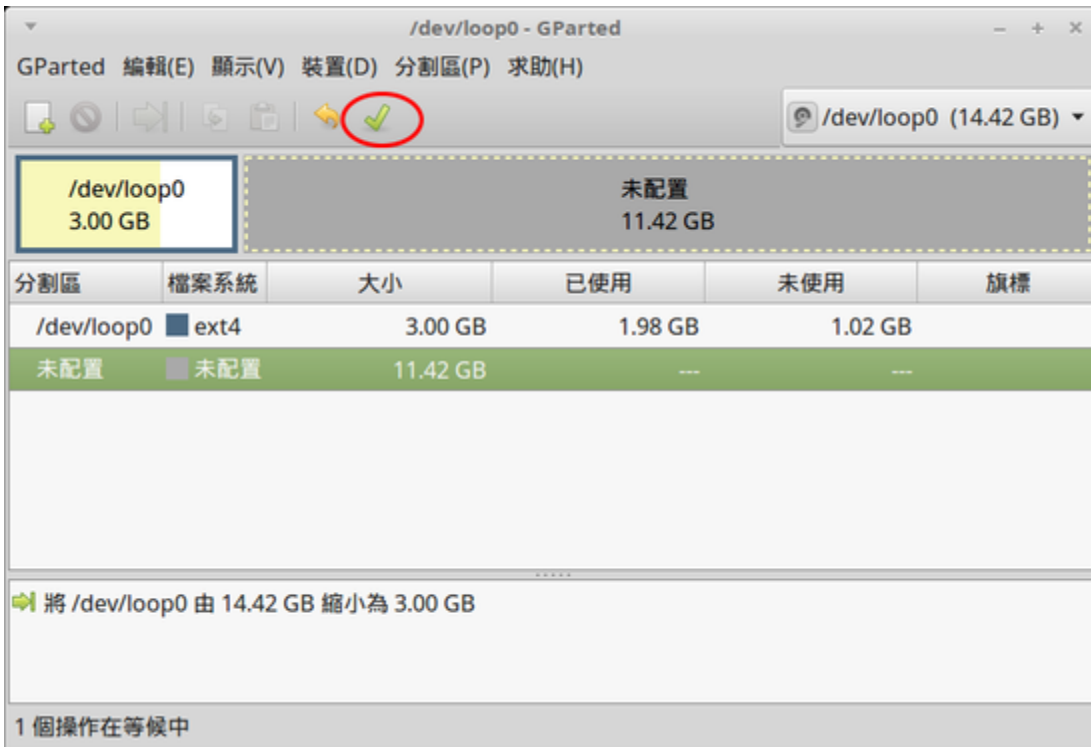 /dev/loop0 - GParted
GParted 編輯(E) 顯示(V) 裝置(D) 分割區(P) 求助(H)
/dev/loop0 (14.42 GB)
/dev/loop0
3.00 GB
未配置
11.42 GB
分割區 檔案系統 大小 已使用 未使用 旗標
/dev/loop0 ext4 3.00 GB 1.98 GB 1.02 GB
未配置 未配置 11.42 GB --- ---
將 /dev/loop0 由 14.42 GB 縮小為 3.00 GB
1 個操作在等候中